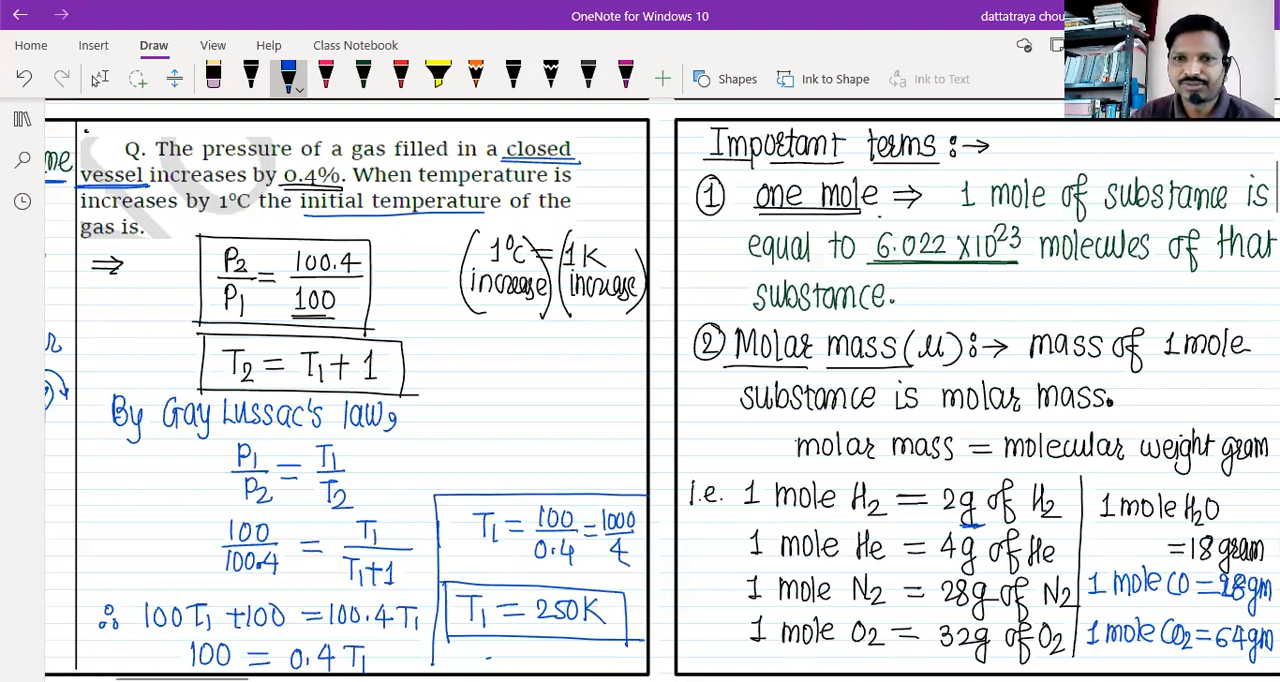 OneNote for Windows 10
dattatraya chou
Home Insert Draw View Help Class Notebook
Shapes Ink to Shape Ink to Text
me
Q. The pressure of a gas filled in a closed
vessel increases by 0.4%. When temperature is
increases by 1°C the initial temperature of the
gas is.
⇒ P2/P1 = 100.4/100
(1°C increase) = (1K increase)
T2 = T1 + 1
By Gay Lussac's law,
P1/P2 = T1/T2
100/100.4 = T1/T1+1
∴ 100T1 + 100 = 100.4 T1
100 = 0.4 T1
T1 = 100/0.4 = 1000/4
T1 = 250K
Important terms :→
① one mole ⇒ 1 mole of substance is
equal to 6.022 X10^23 molecules of that
substance.
② Molar mass (μ) :→ mass of 1mole
substance is molar mass.
molar mass = molecular weight gram
I.e. 1 mole H2 = 2g of H2
1 mole He = 4g of He
1 mole N2 = 28g of N2
1 mole O2 = 32g of O2
1 mole H2O
= 18 gram
1 mole CO = 28gm
1 mole CO2 = 64gm